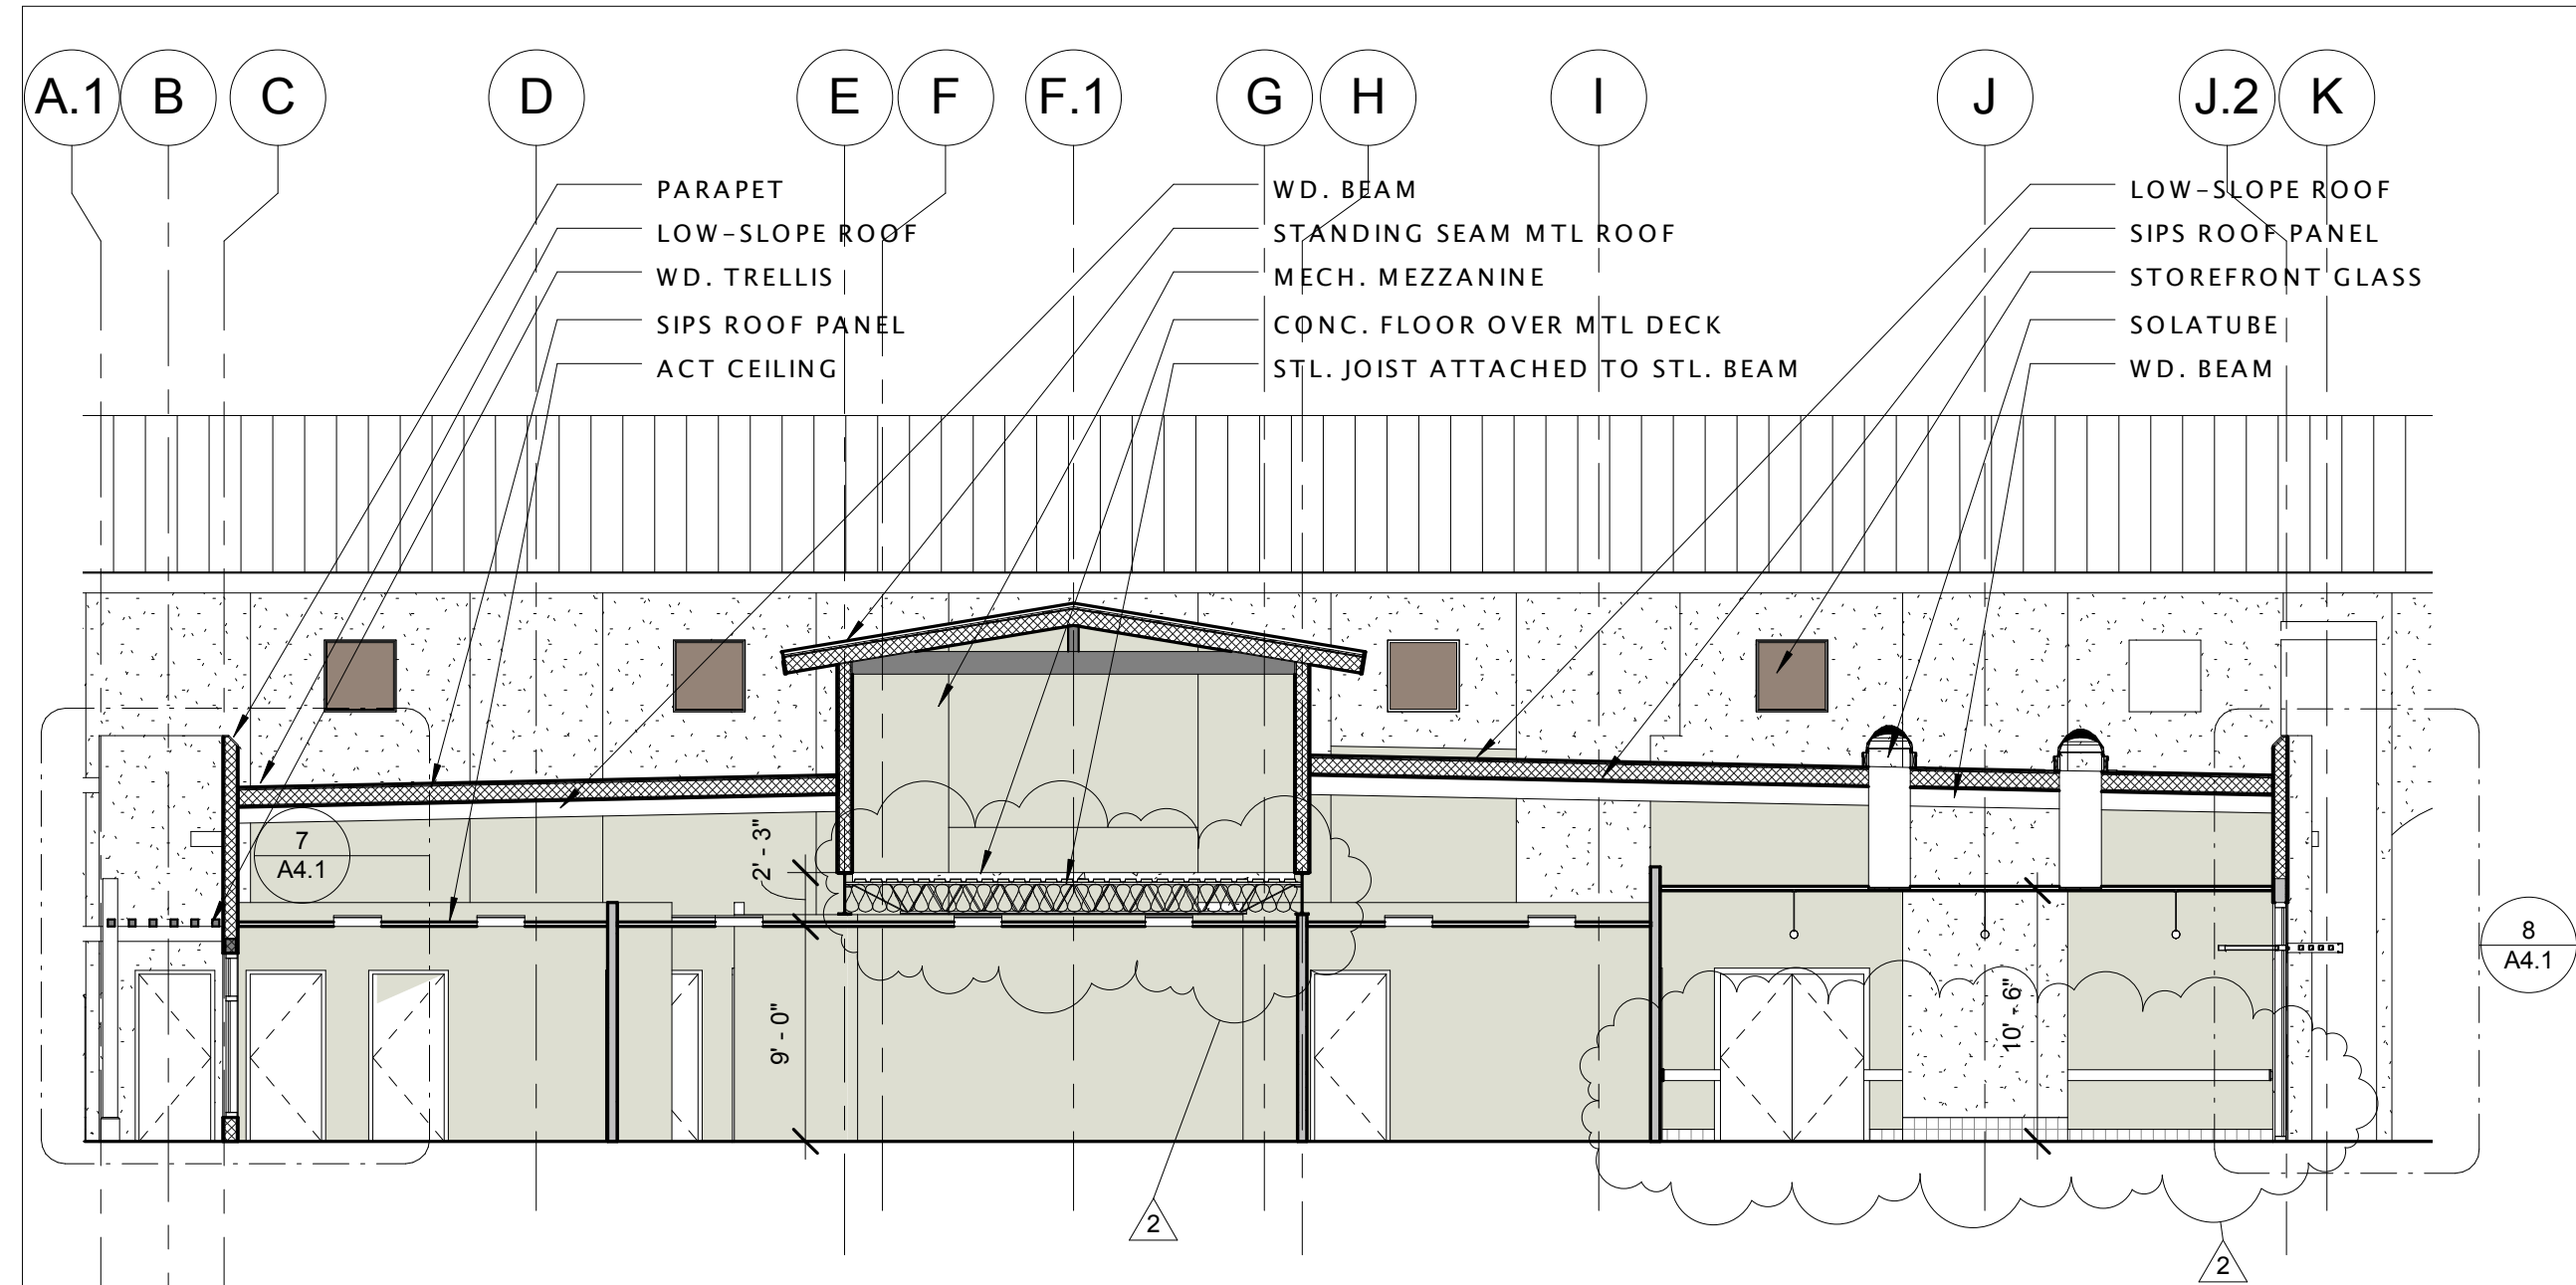 A.1
B
C
D
E
F
F.1
G
H
I
J
J.2
K
PARAPET
LOW-SLOPE ROOF
WD. TRELLIS
SIPS ROOF PANEL
ACT CEILING
WD. BEAM
STANDING SEAM MTL ROOF
MECH. MEZZANINE
CONC. FLOOR OVER MTL DECK
STL. JOIST ATTACHED TO STL. BEAM
LOW-SLOPE ROOF
SIPS ROOF PANEL
STOREFRONT GLASS
SOLATUBE
WD. BEAM
7
A4.1
2' - 3"
9' - 0"
10' - 6"
8
A4.1
2
2